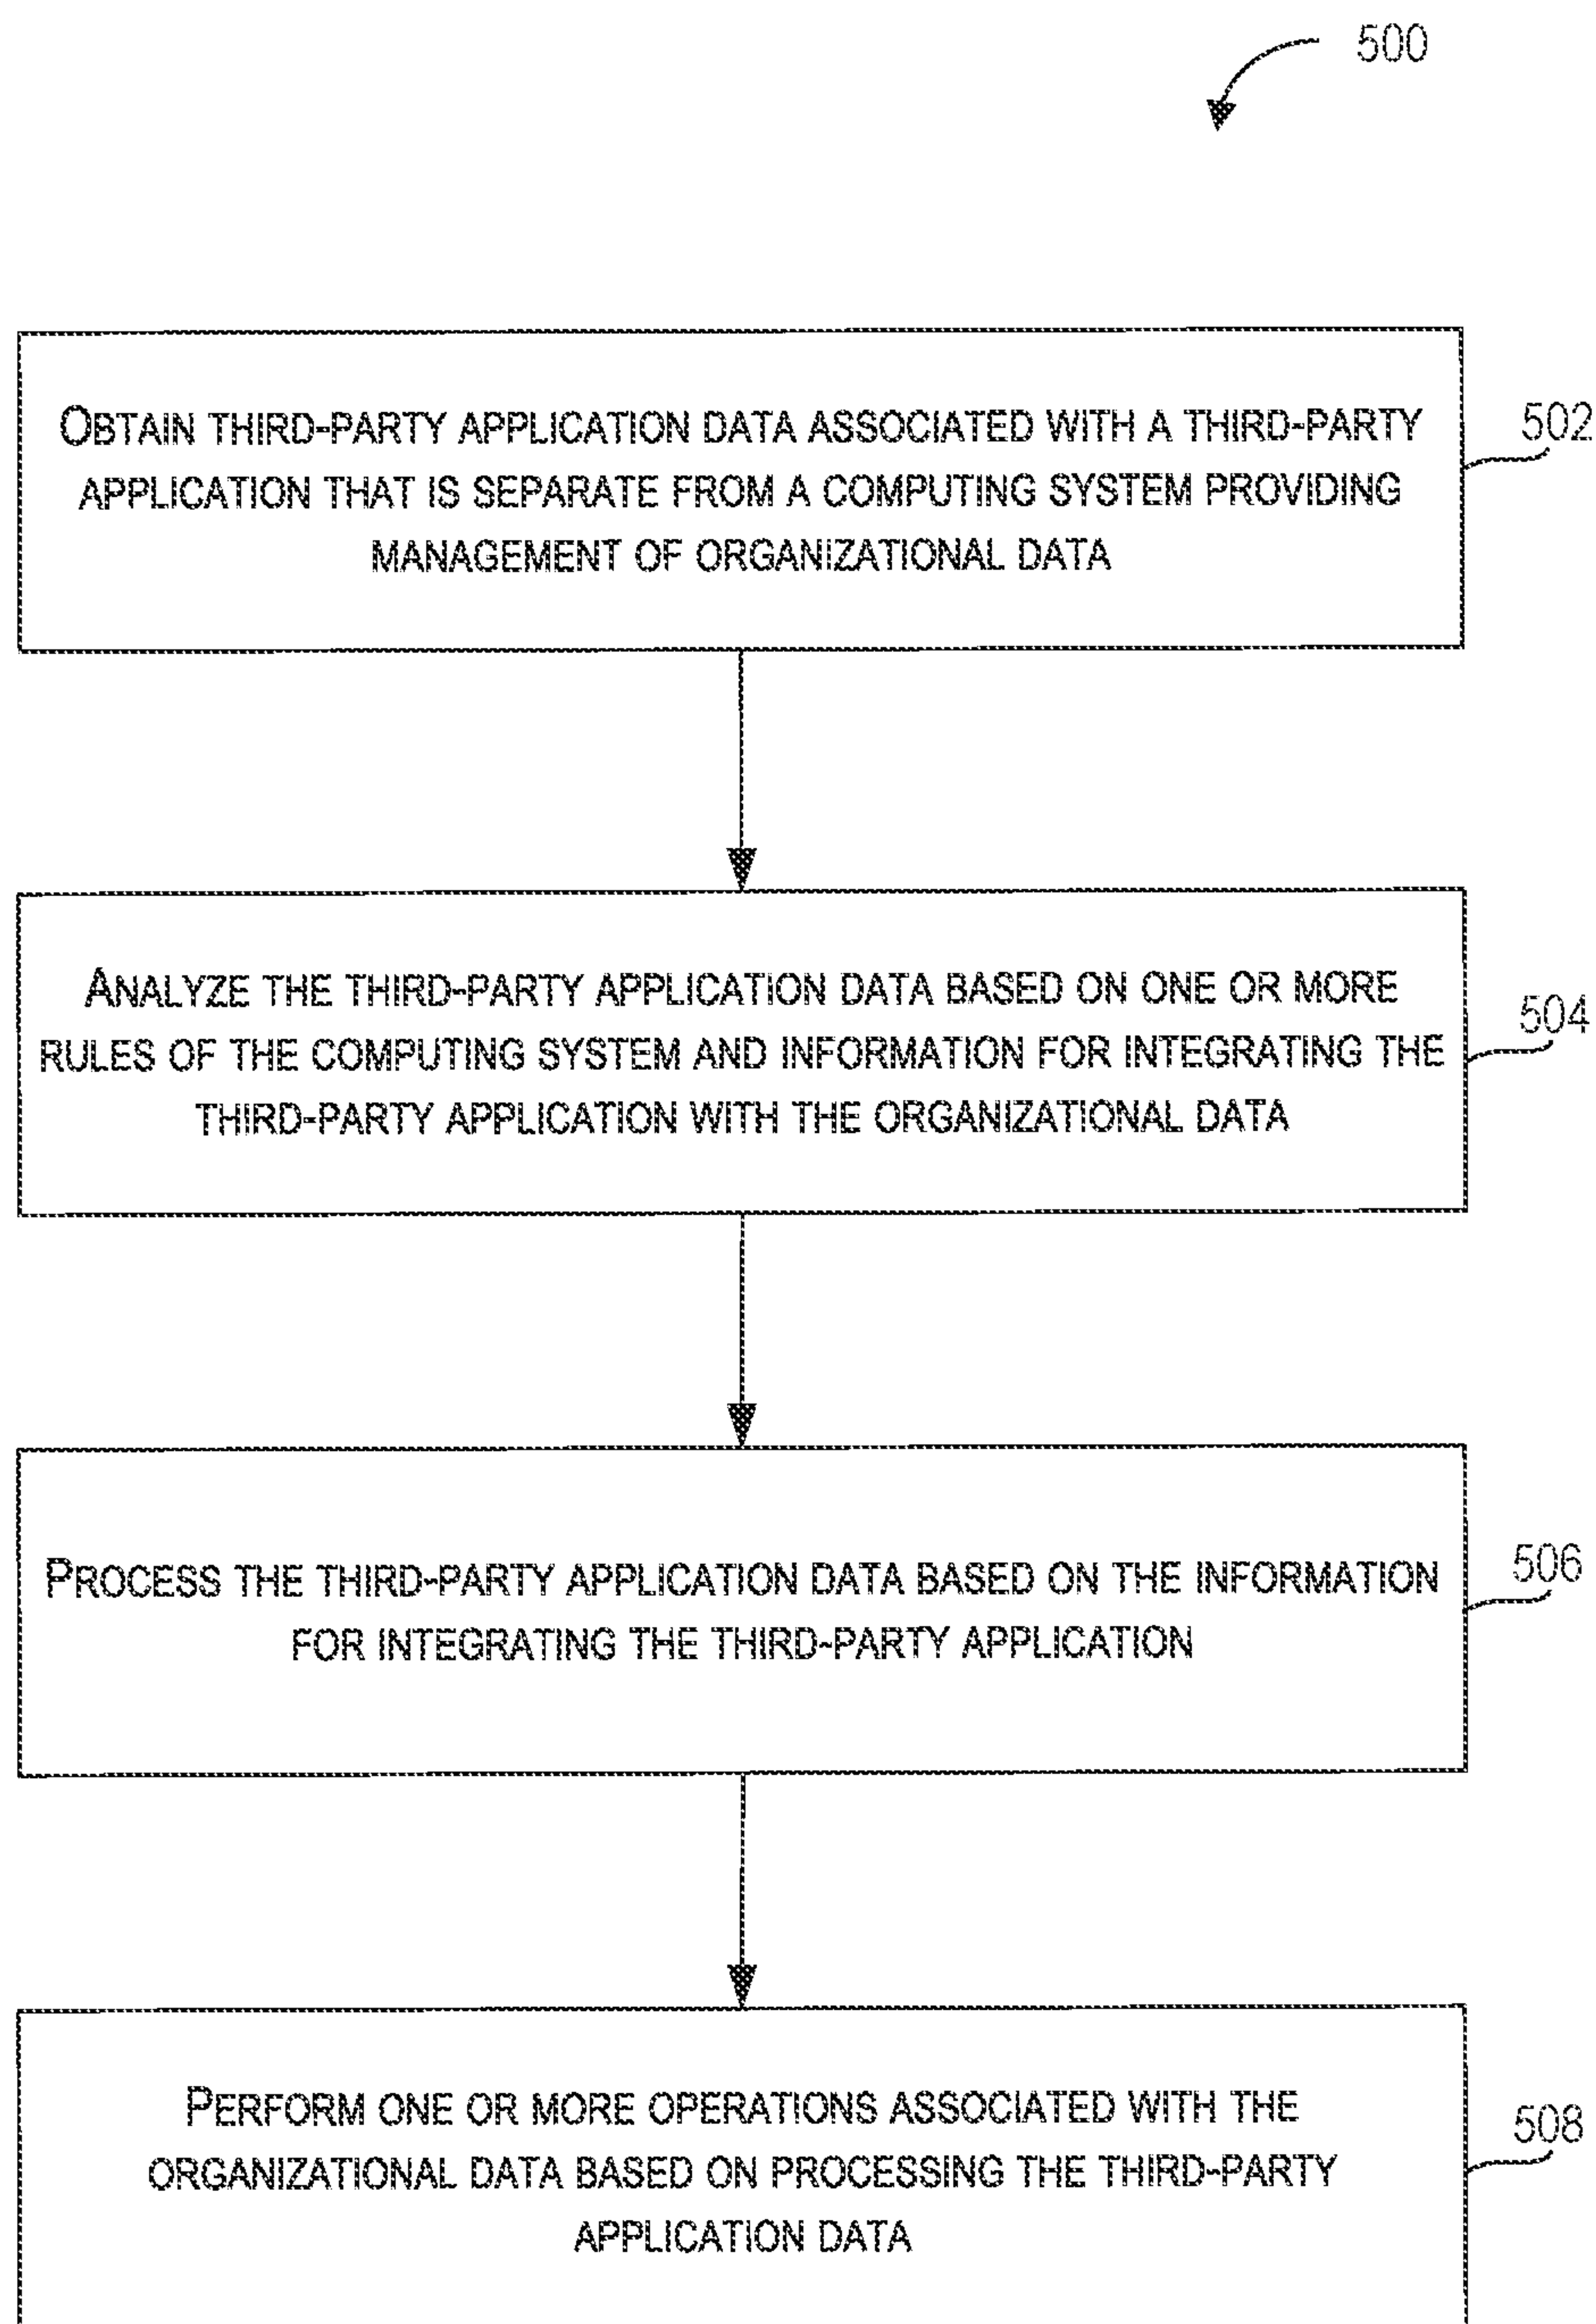 500
OBTAIN THIRD-PARTY APPLICATION DATA ASSOCIATED WITH A THIRD-PARTY
APPLICATION THAT IS SEPARATE FROM A COMPUTING SYSTEM PROVIDING
MANAGEMENT OF ORGANIZATIONAL DATA
502
ANALYZE THE THIRD-PARTY APPLICATION DATA BASED ON ONE OR MORE
RULES OF THE COMPUTING SYSTEM AND INFORMATION FOR INTEGRATING THE
THIRD-PARTY APPLICATION WITH THE ORGANIZATIONAL DATA
504
PROCESS THE THIRD-PARTY APPLICATION DATA BASED ON THE INFORMATION
FOR INTEGRATING THE THIRD-PARTY APPLICATION
506
PERFORM ONE OR MORE OPERATIONS ASSOCIATED WITH THE
ORGANIZATIONAL DATA BASED ON PROCESSING THE THIRD-PARTY
APPLICATION DATA
508